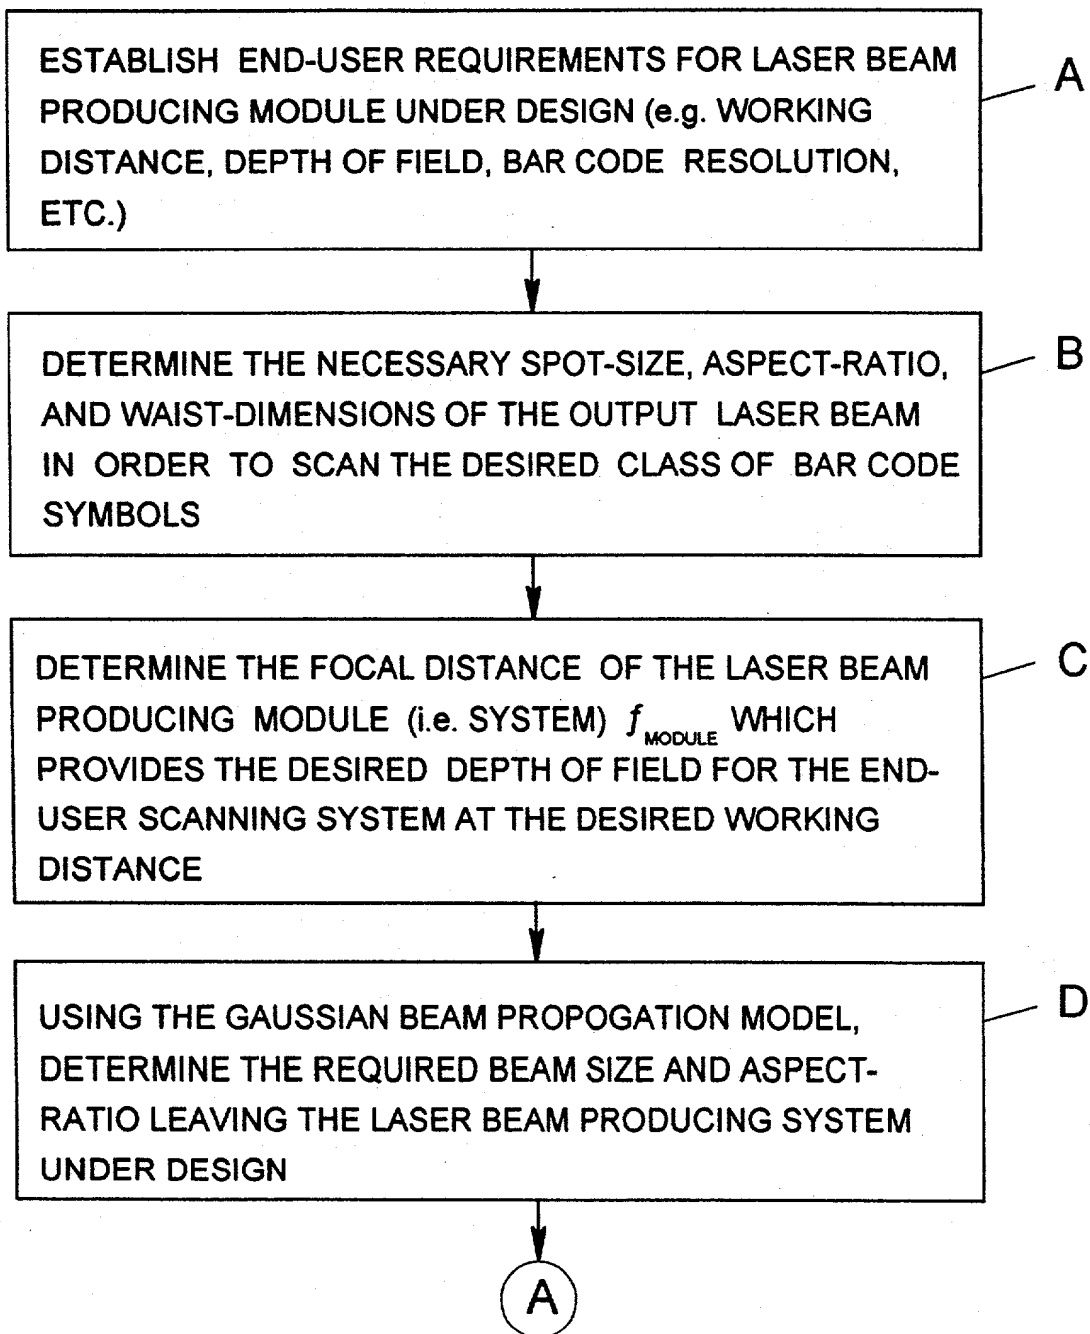 ESTABLISH END-USER REQUIREMENTS FOR LASER BEAM
PRODUCING MODULE UNDER DESIGN (e.g. WORKING
DISTANCE, DEPTH OF FIELD, BAR CODE RESOLUTION,
ETC.)
A
DETERMINE THE NECESSARY SPOT-SIZE, ASPECT-RATIO,
AND WAIST-DIMENSIONS OF THE OUTPUT LASER BEAM
IN ORDER TO SCAN THE DESIRED CLASS OF BAR CODE
SYMBOLS
B
DETERMINE THE FOCAL DISTANCE OF THE LASER BEAM
PRODUCING MODULE (i.e. SYSTEM) f MODULE WHICH
PROVIDES THE DESIRED DEPTH OF FIELD FOR THE END-
USER SCANNING SYSTEM AT THE DESIRED WORKING
DISTANCE
C
USING THE GAUSSIAN BEAM PROPOGATION MODEL,
DETERMINE THE REQUIRED BEAM SIZE AND ASPECT-
RATIO LEAVING THE LASER BEAM PRODUCING SYSTEM
UNDER DESIGN
D
A